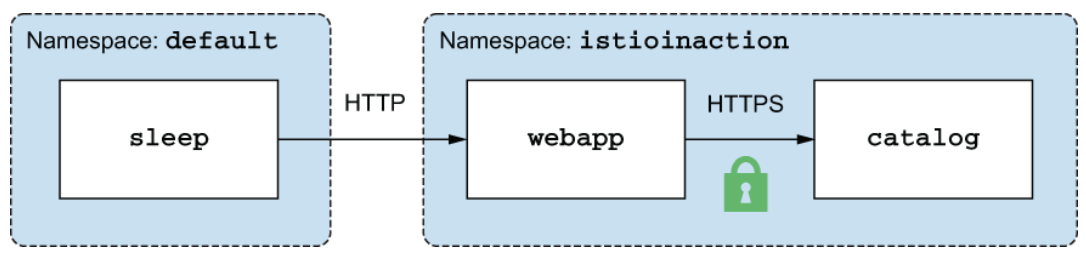 Namespace: default
Namespace: istioinaction
sleep
HTTP
webapp
HTTPS
catalog